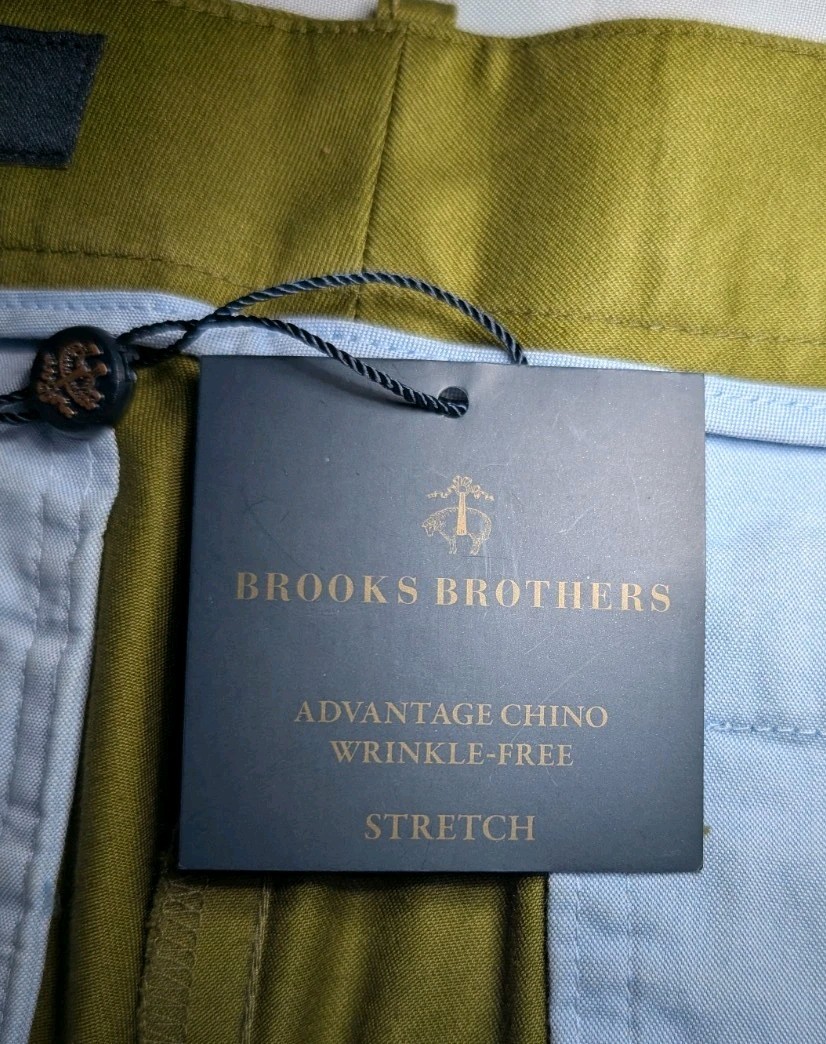 BROOKS BROTHERS
ADVANTAGE CHINO
WRINKLE-FREE
STRETCH